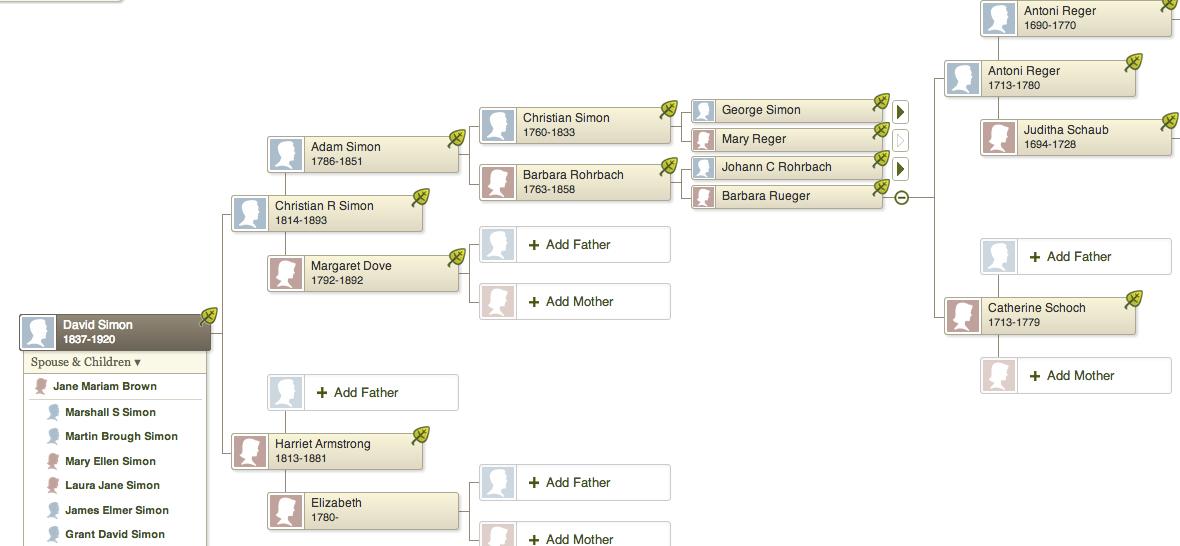 Antoni Reger
1690-1770
Antoni Reger
1713-1780
Juditha Schaub
1694-1728
George Simon
Mary Reger
Johann C Rohrbach
Barbara Rueger
Christian Simon
1760-1833
Barbara Rohrbach
1763-1858
Adam Simon
1786-1851
Christian R Simon
1814-1893
Margaret Dove
1792-1892
+ Add Father
+ Add Mother
+ Add Father
Catherine Schoch
1713-1779
+ Add Mother
David Simon
1837-1920
Spouse & Children ▾
Jane Mariam Brown
Marshall S Simon
Martin Brough Simon
Mary Ellen Simon
Laura Jane Simon
James Elmer Simon
Grant David Simon
+ Add Father
Harriet Armstrong
1813-1881
Elizabeth
1780-
+ Add Father
+ Add Mother